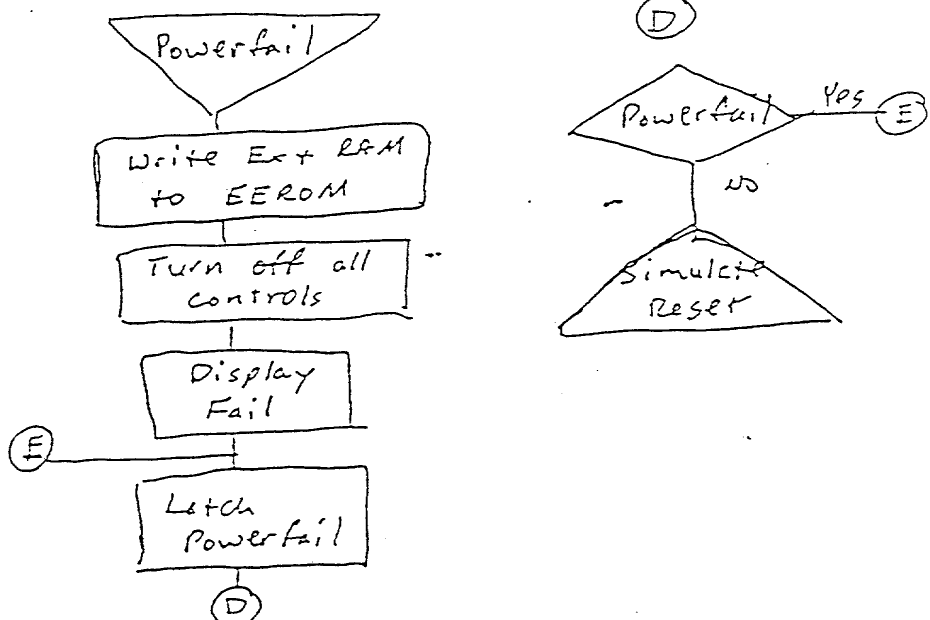 Powerfail
Write Ext RAM
to EEROM
Turn off all
controls
Display
Fail
E
Latch
Powerfail
D
D
Powerfail
Yes
E
NO
Simulate
Reset